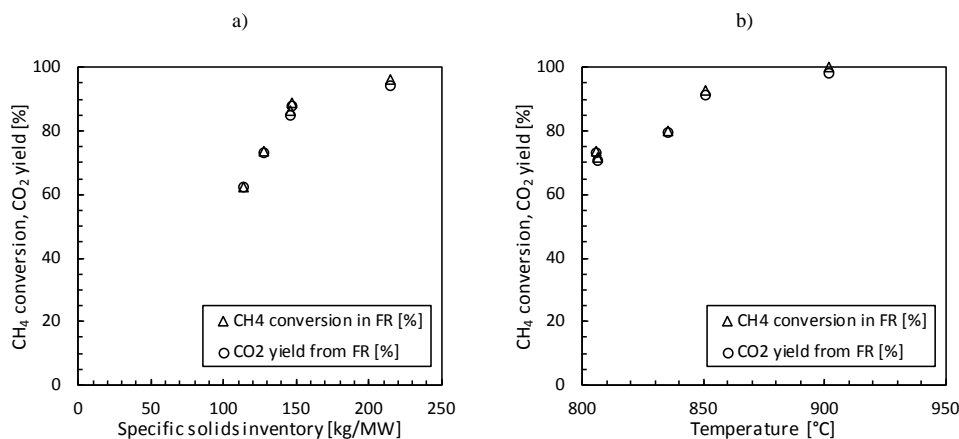 a)
CH₄ conversion, CO₂ yield [%]
100
80
60
40
20
0
CH4 conversion in FR [%]
CO2 yield from FR [%]
0 50 100 150 200 250
Specific solids inventory [kg/MW]
b)
CH₄ conversion, CO₂ yield [%]
100
80
60
40
20
0
CH4 conversion in FR [%]
CO2 yield from FR [%]
800 850 900 950
Temperature [°C]